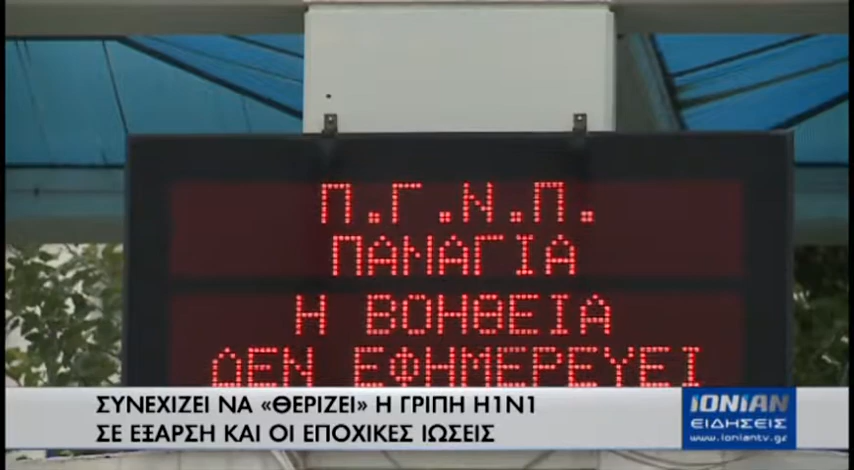 Π.Γ.Ν.Π.
ΠΑΝΑΓΙΑ
Η ΒΟΗΘΕΙΑ
ΔΕΝ ΕΦΗΜΕΡΕΥΕΙ
ΣΥΝΕΧΙΖΕΙ ΝΑ «ΘΕΡΙΖΕΙ» Η ΓΡΙΠΗ Η1Ν1
ΣΕ ΕΞΑΡΣΗ ΚΑΙ ΟΙ ΕΠΟΧΙΚΕΣ ΙΩΣΕΙΣ
IONIAN
ΕΙΔΗΣΕΙΣ
www.ioniantv.gr